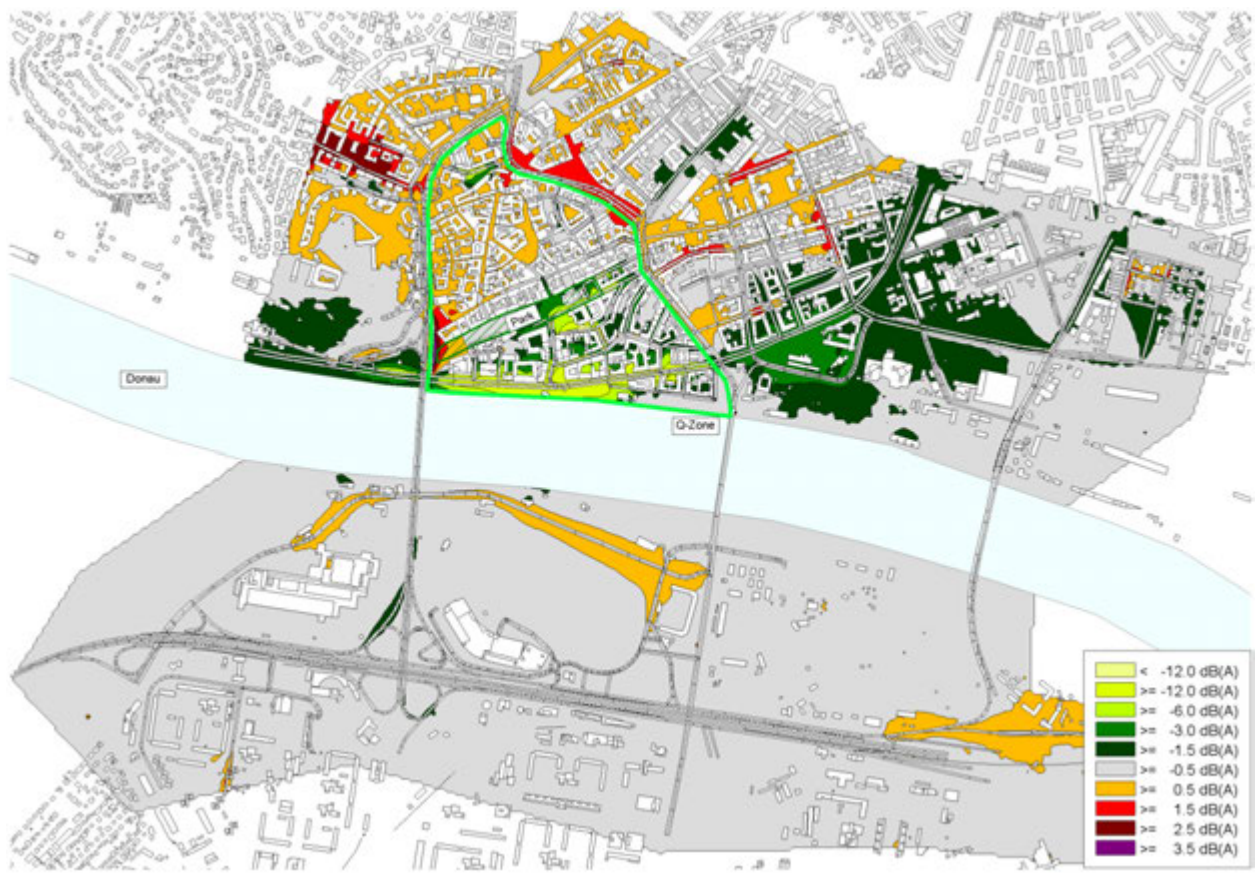 Park
Donau
Q-Zone
< -12.0 dB(A)
>= -12.0 dB(A)
>= -6.0 dB(A)
>= -3.0 dB(A)
>= -1.5 dB(A)
>= -0.5 dB(A)
>= 0.5 dB(A)
>= 1.5 dB(A)
>= 2.5 dB(A)
>= 3.5 dB(A)